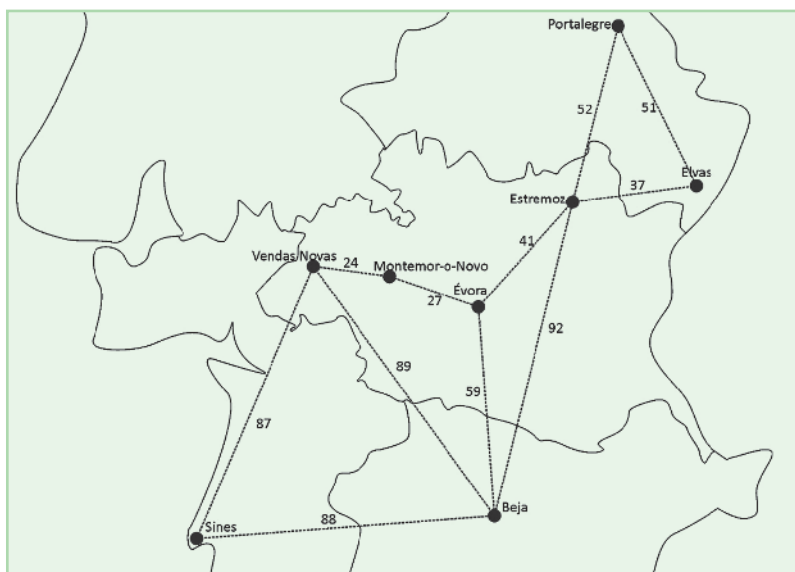 Portalegre
52
51
Elvas
37
Estremoz
41
Vendas Novas
24
Montemor-o-Novo
Évora
27
92
89
59
87
Beja
88
Sines